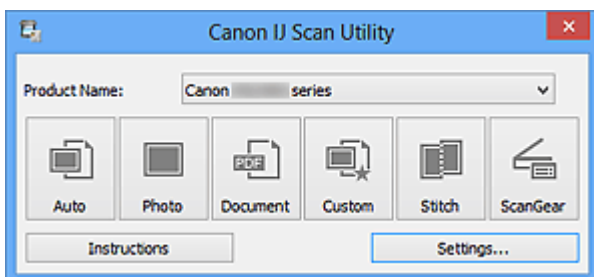 Canon IJ Scan Utility
Product Name: Canon series
PDF
Auto Photo Document Custom Stitch ScanGear
Instructions Settings...